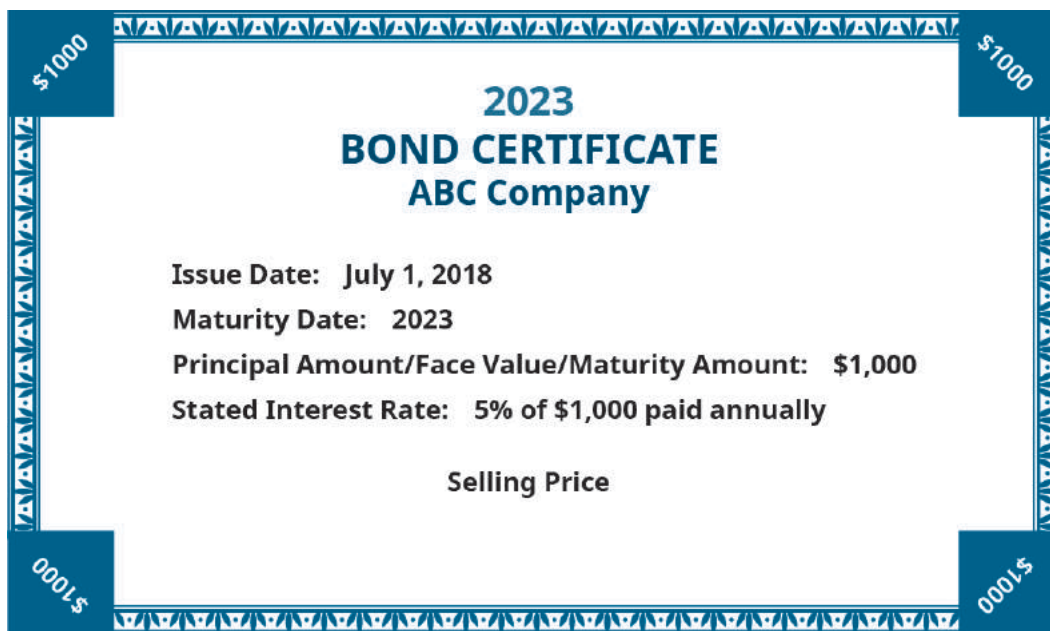 $1000
$1000
2023
BOND CERTIFICATE
ABC Company
Issue Date: July 1, 2018
Maturity Date: 2023
Principal Amount/Face Value/Maturity Amount: $1,000
Stated Interest Rate: 5% of $1,000 paid annually
Selling Price
$1000
$1000